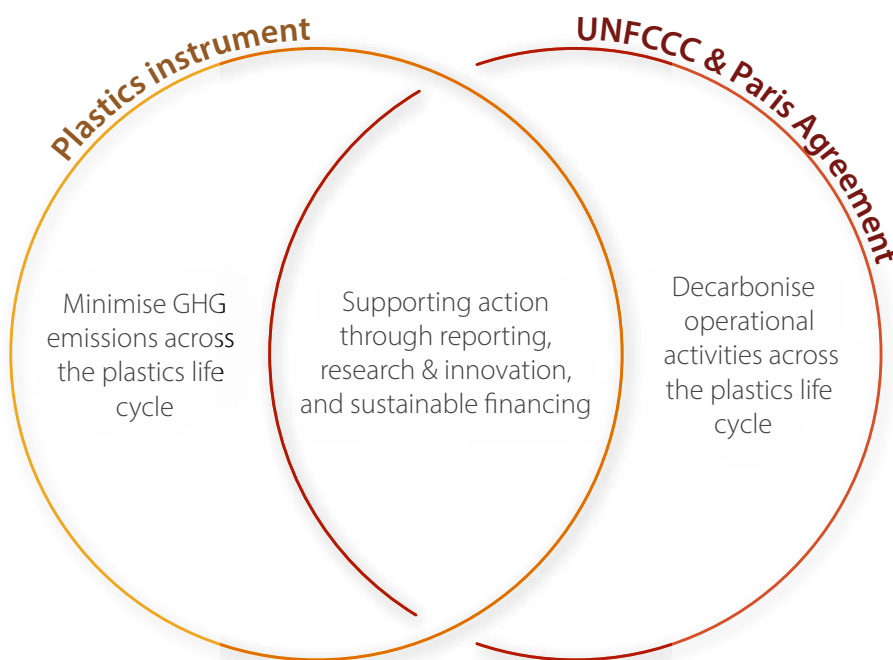 Plastics instrument
UNFCCC & Paris Agreement
Minimise GHG
emissions across
the plastics life
cycle
Supporting action
through reporting,
research & innovation,
and sustainable financing
Decarbonise
operational
activities across
the plastics life
cycle